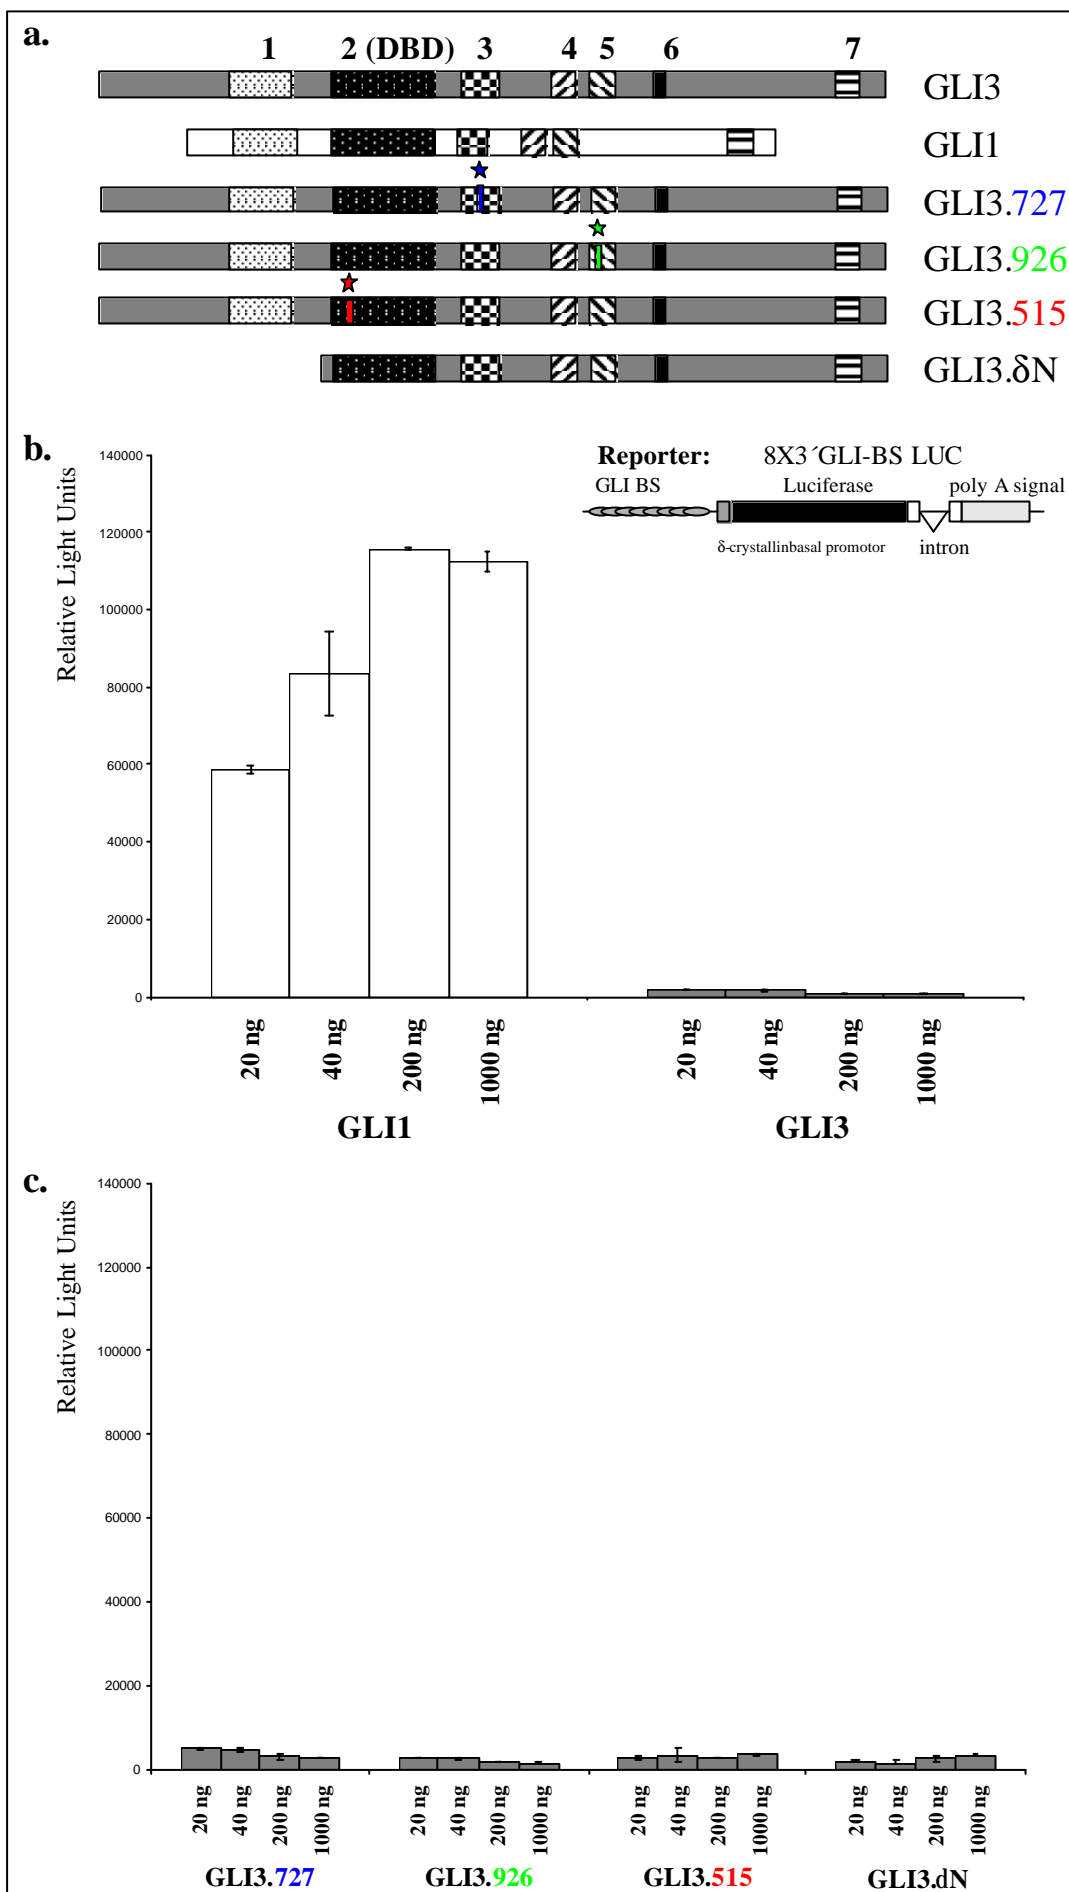 a.
1 2 (DBD) 3 4 5 6 7
GLI3
GLI1
GLI3.727
GLI3.926
GLI3.515
GLI3.δN
b.
Relative Light Units
140000
120000
100000
80000
60000
40000
20000
0
Reporter: 8X3´GLI-BS LUC
GLI BS Luciferase poly A signal
δ-crystallinbasal promotor intron
20 ng 40 ng 200 ng 1000 ng 20 ng 40 ng 200 ng 1000 ng
GLI1 GLI3
c.
Relative Light Units
140000
120000
100000
80000
60000
40000
20000
0
20 ng 40 ng 200 ng 1000 ng 20 ng 40 ng 200 ng 1000 ng 20 ng 40 ng 200 ng 1000 ng 20 ng 40 ng 200 ng 1000 ng
GLI3.727 GLI3.926 GLI3.515 GLI3.dN